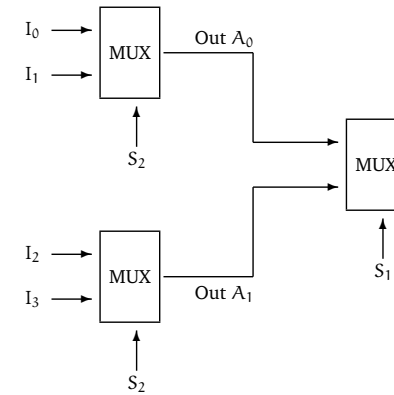 I₀
Out A₀
MUX
I₁
S₂
MUX
S₁
I₂
MUX
I₃
Out A₁
S₂